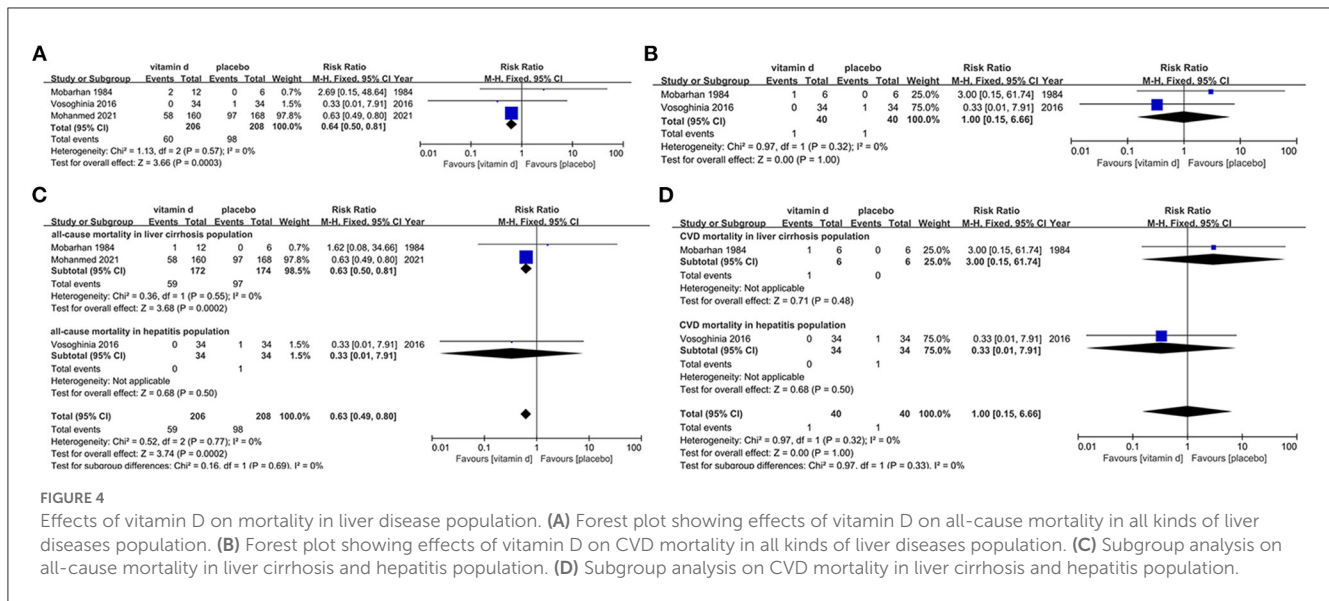 A
vitamin d placebo Risk Ratio Risk Ratio
Study or Subgroup Events Total Events Total Weight M-H, Fixed, 95% CI Year M-H, Fixed, 95% CI
Mobarhan 1984 2 12 0 6 0.7% 2.69 [0.15, 48.64] 1984
Vosoghinia 2016 0 34 1 34 1.5% 0.33 [0.01, 7.91] 2016
Mohanmed 2021 58 160 97 168 97.8% 0.63 [0.49, 0.80] 2021
Total (95% CI) 206 208 100.0% 0.64 [0.50, 0.81]
Total events 60 98
Heterogeneity: Chi² = 1.13, df = 2 (P = 0.57); I² = 0%
Test for overall effect: Z = 3.66 (P = 0.0003)
0.01 0.1 1 10 100
Favours [vitamin d] Favours [placebo]
B
vitamin d placebo Risk Ratio Risk Ratio
Study or Subgroup Events Total Events Total Weight M-H, Fixed, 95% CI Year M-H, Fixed, 95% CI
Mobarhan 1984 1 6 0 6 25.0% 3.00 [0.15, 61.74] 1984
Vosoghinia 2016 0 34 1 34 75.0% 0.33 [0.01, 7.91] 2016
Total (95% CI) 40 40 100.0% 1.00 [0.15, 6.66]
Total events 1 1
Heterogeneity: Chi² = 0.97, df = 1 (P = 0.32); I² = 0%
Test for overall effect: Z = 0.00 (P = 1.00)
0.01 0.1 1 10 100
Favours [vitamin d] Favours [placebo]
C
vitamin d placebo Risk Ratio Risk Ratio
Study or Subgroup Events Total Events Total Weight M-H, Fixed, 95% CI Year M-H, Fixed, 95% CI
all-cause mortality in liver cirrhosis population
Mobarhan 1984 1 12 0 6 0.7% 1.62 [0.08, 34.66] 1984
Mohanmed 2021 58 160 97 168 97.8% 0.63 [0.49, 0.80] 2021
Subtotal (95% CI) 172 174 98.5% 0.63 [0.50, 0.81]
Total events 59 97
Heterogeneity: Chi² = 0.36, df = 1 (P = 0.55); I² = 0%
Test for overall effect: Z = 3.68 (P = 0.0002)
all-cause mortality in hepatitis population
Vosoghinia 2016 0 34 1 34 1.5% 0.33 [0.01, 7.91] 2016
Subtotal (95% CI) 34 34 1.5% 0.33 [0.01, 7.91]
Total events 0 1
Heterogeneity: Not applicable
Test for overall effect: Z = 0.68 (P = 0.50)
Total (95% CI) 206 208 100.0% 0.63 [0.49, 0.80]
Total events 59 98
Heterogeneity: Chi² = 0.52, df = 2 (P = 0.77); I² = 0%
Test for overall effect: Z = 3.74 (P = 0.0002)
Test for subgroup differences: Chi² = 0.16, df = 1 (P = 0.69), I² = 0%
0.01 0.1 1 10 100
Favours [vitamin d] Favours [placebo]
D
vitamin d placebo Risk Ratio Risk Ratio
Study or Subgroup Events Total Events Total Weight M-H, Fixed, 95% CI Year M-H, Fixed, 95% CI
CVD mortality in liver cirrhosis population
Mobarhan 1984 1 6 0 6 25.0% 3.00 [0.15, 61.74] 1984
Subtotal (95% CI) 6 6 25.0% 3.00 [0.15, 61.74]
Total events 1 0
Heterogeneity: Not applicable
Test for overall effect: Z = 0.71 (P = 0.48)
CVD mortality in hepatitis population
Vosoghinia 2016 0 34 1 34 75.0% 0.33 [0.01, 7.91] 2016
Subtotal (95% CI) 34 34 75.0% 0.33 [0.01, 7.91]
Total events 0 1
Heterogeneity: Not applicable
Test for overall effect: Z = 0.68 (P = 0.50)
Total (95% CI) 40 40 100.0% 1.00 [0.15, 6.66]
Total events 1 1
Heterogeneity: Chi² = 0.97, df = 1 (P = 0.32); I² = 0%
Test for overall effect: Z = 0.00 (P = 1.00)
Test for subgroup differences: Chi² = 0.97, df = 1 (P = 0.33), I² = 0%
0.01 0.1 1 10 100
Favours [vitamin d] Favours [placebo]
FIGURE 4
Effects of vitamin D on mortality in liver disease population. (A) Forest plot showing effects of vitamin D on all-cause mortality in all kinds of liver
diseases population. (B) Forest plot showing effects of vitamin D on CVD mortality in all kinds of liver diseases population. (C) Subgroup analysis on
all-cause mortality in liver cirrhosis and hepatitis population. (D) Subgroup analysis on CVD mortality in liver cirrhosis and hepatitis population.